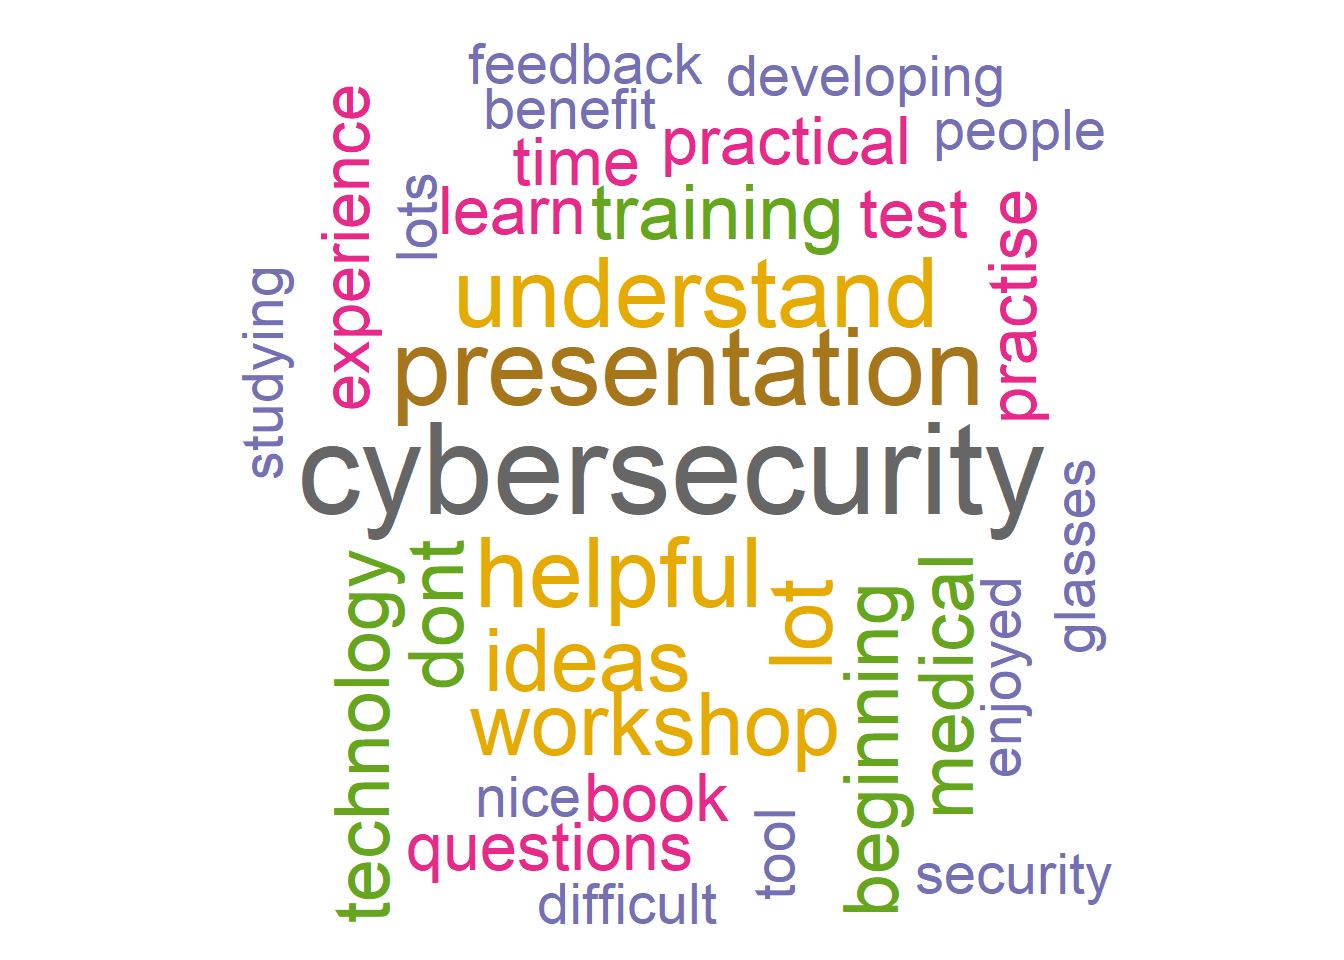 feedback
developing
benefit
people
practical
time
experience
lots
learn
training
test
practise
understand
studying
presentation
cybersecurity
glasses
technology
dont
helpful
lot
beginning
medical
enjoyed
ideas
workshop
nice
book
tool
questions
security
difficult